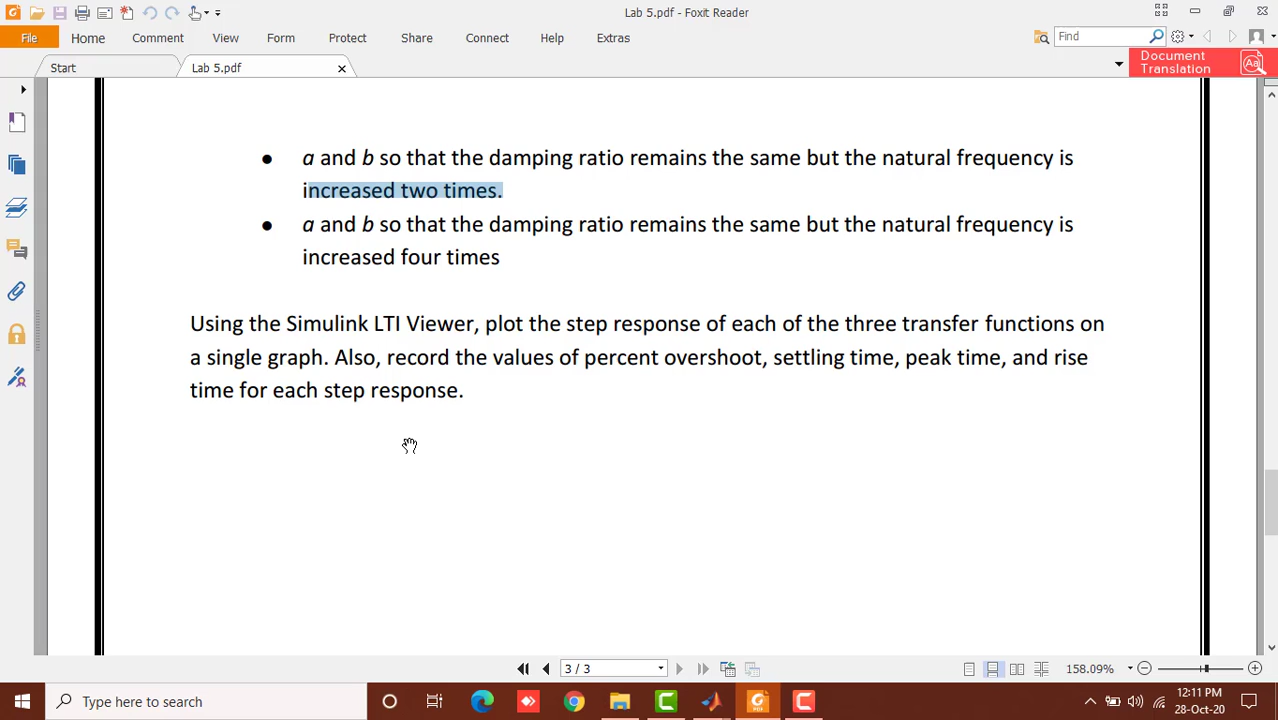 Lab 5.pdf - Foxit Reader
File Home Comment View Form Protect Share Connect Help Extras Find
Start Lab 5.pdf Document
Translation
● a and b so that the damping ratio remains the same but the natural frequency is
increased two times.
● a and b so that the damping ratio remains the same but the natural frequency is
increased four times
Using the Simulink LTI Viewer, plot the step response of each of the three transfer functions on
a single graph. Also, record the values of percent overshoot, settling time, peak time, and rise
time for each step response.
3 / 3 158.09%
Type here to search
12:11 PM
28-Oct-20